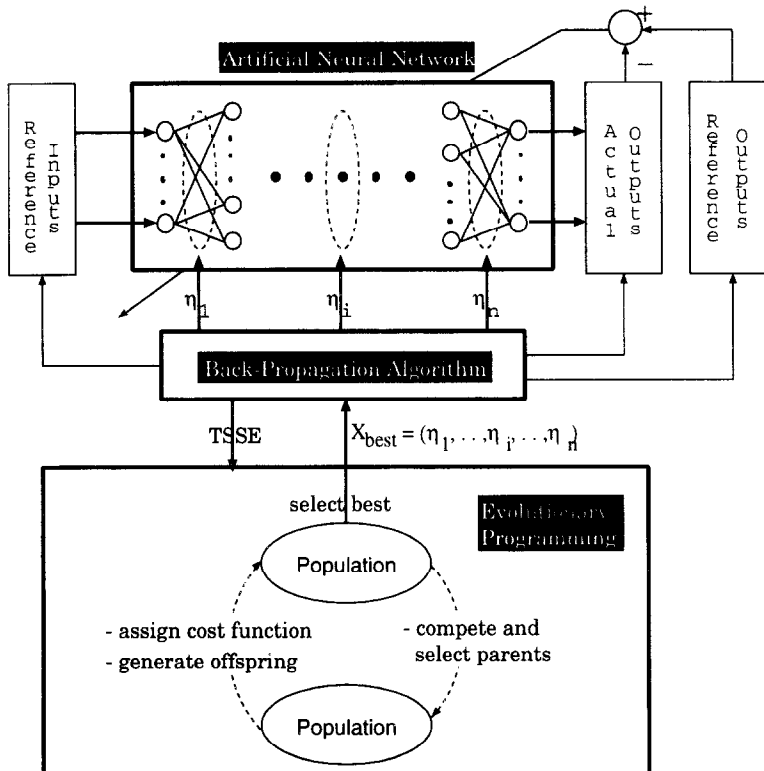 Artificial Neural Network
+
−
Reference
Inputs
Actual
Outputs
Reference
Outputs
η1
ηi
ηn
Back-Propagation Algorithm
TSSE
Xbest = (η1, . . .,ηi, . . .,ηn)
select best
Evolutionary
Programming
Population
- assign cost function
- generate offspring
- compete and
select parents
Population